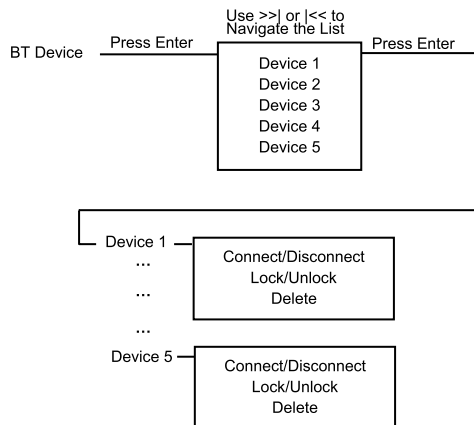 Use >>| or |<< to
Navigate the List
BT Device
Press Enter
Press Enter
Device 1
Device 2
Device 3
Device 4
Device 5
Device 1
Connect/Disconnect
Lock/Unlock
Delete
...
...
...
Device 5
Connect/Disconnect
Lock/Unlock
Delete